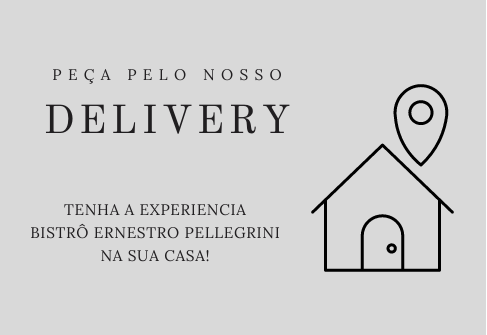 PEÇA PELO NOSSO
DELIVERY
TENHA A EXPERIENCIA
BISTRÔ ERNESTRO PELLEGRINI
NA SUA CASA!